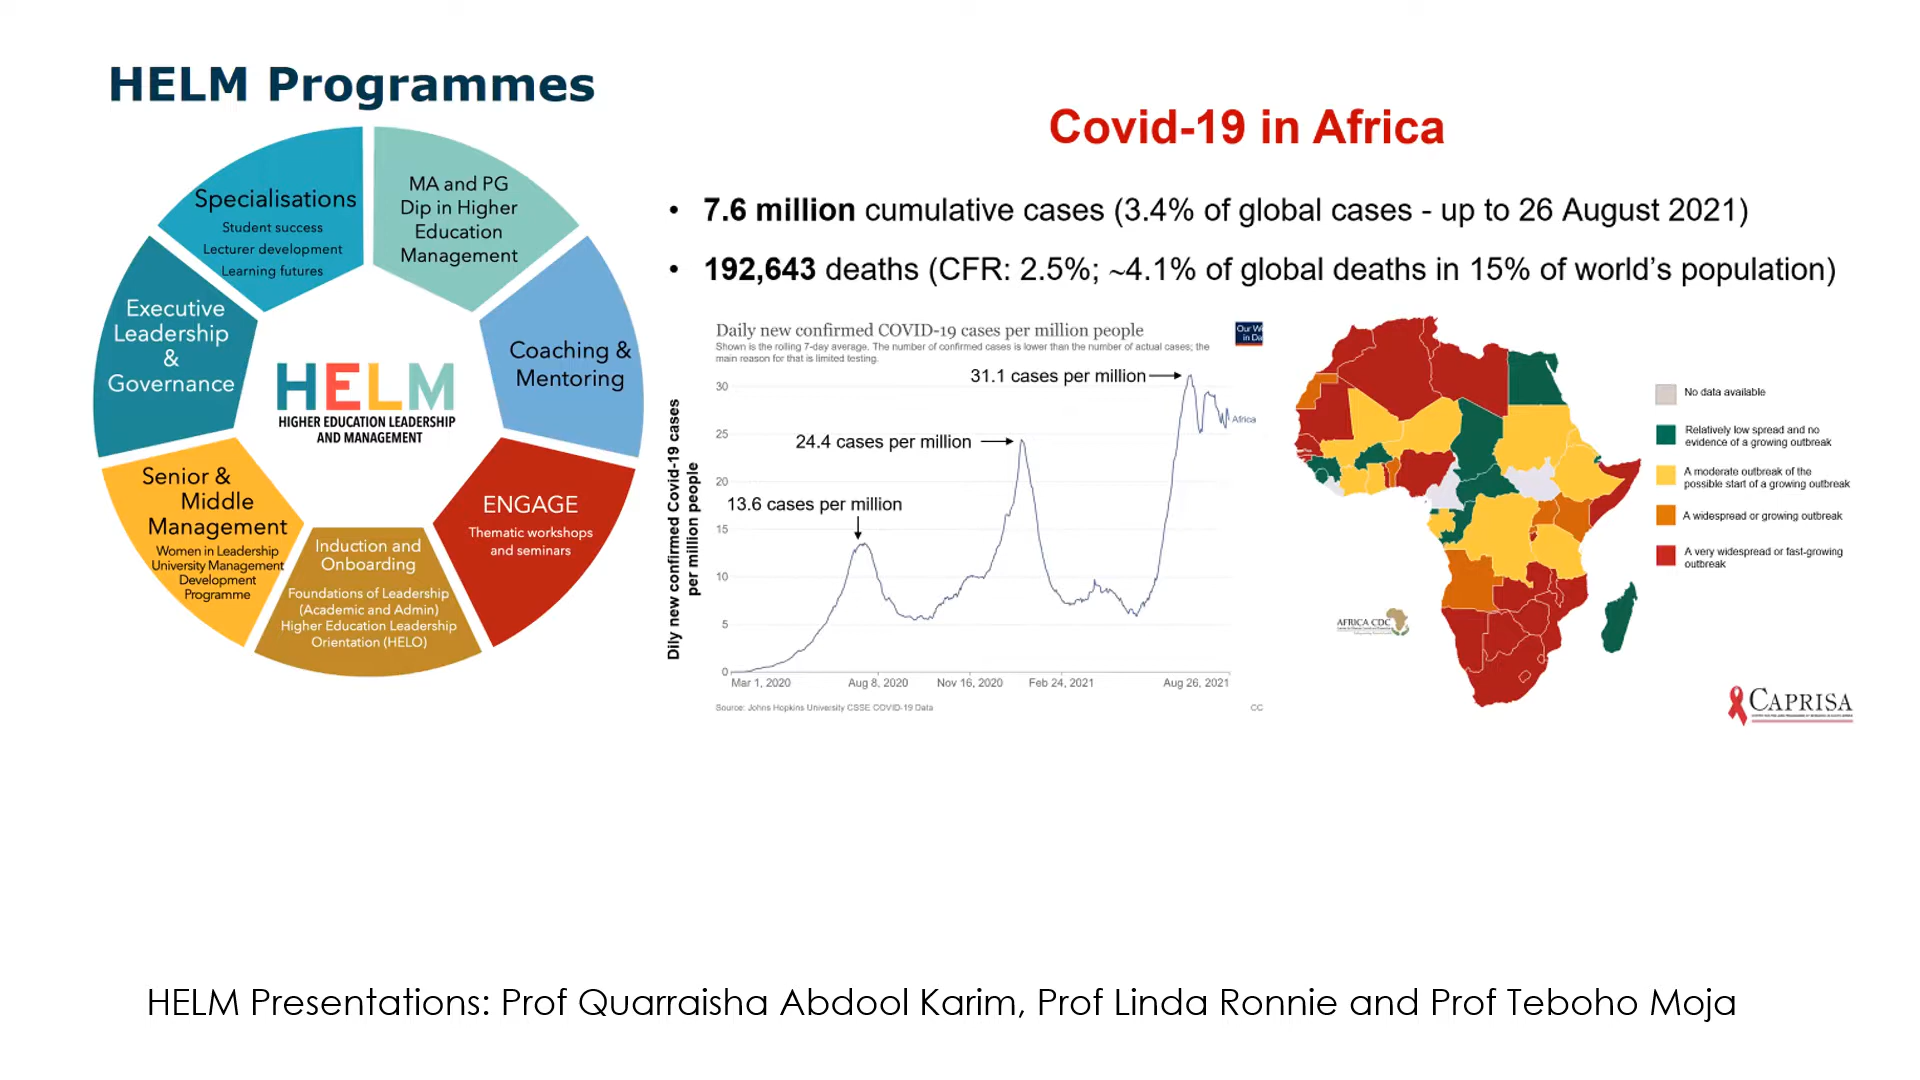 HELM Programmes
Specialisations
Student success
Lecturer development
Learning futures
MA and PG
Dip in Higher
Education
Management
Executive
Leadership
&
Governance
Coaching &
Mentoring
HELM
HIGHER EDUCATION LEADERSHIP
AND MANAGEMENT
Senior &
Middle
Management
Women in Leadership
University Management
Development
Programme
Induction and
Onboarding
Foundations of Leadership
(Academic and Admin)
Higher Education Leadership
Orientation (HELO)
ENGAGE
Thematic workshops
and seminars
Covid-19 in Africa
• 7.6 million cumulative cases (3.4% of global cases - up to 26 August 2021)
• 192,643 deaths (CFR: 2.5%; ~4.1% of global deaths in 15% of world's population)
Daily new confirmed COVID-19 cases per million people
Shown is the rolling 7-day average. The number of confirmed cases is lower than the number of actual cases; the
main reason for that is limited testing.
Our Wo
in Da
Dily new confirmed Covid-19 cases
per million people
30
25
20
15
10
5
0
31.1 cases per million
24.4 cases per million
13.6 cases per million
Africa
Mar 1, 2020
Aug 8, 2020
Nov 16, 2020
Feb 24, 2021
Aug 26, 2021
Source: Johns Hopkins University CSSE COVID-19 Data
CC
No data available
Relatively low spread and no
evidence of a growing outbreak
A moderate outbreak of the
possible start of a growing outbreak
A widespread or growing outbreak
A very widespread or fast-growing
outbreak
AFRICA CDC
CAPRISA
HELM Presentations: Prof Quarraisha Abdool Karim, Prof Linda Ronnie and Prof Teboho Moja